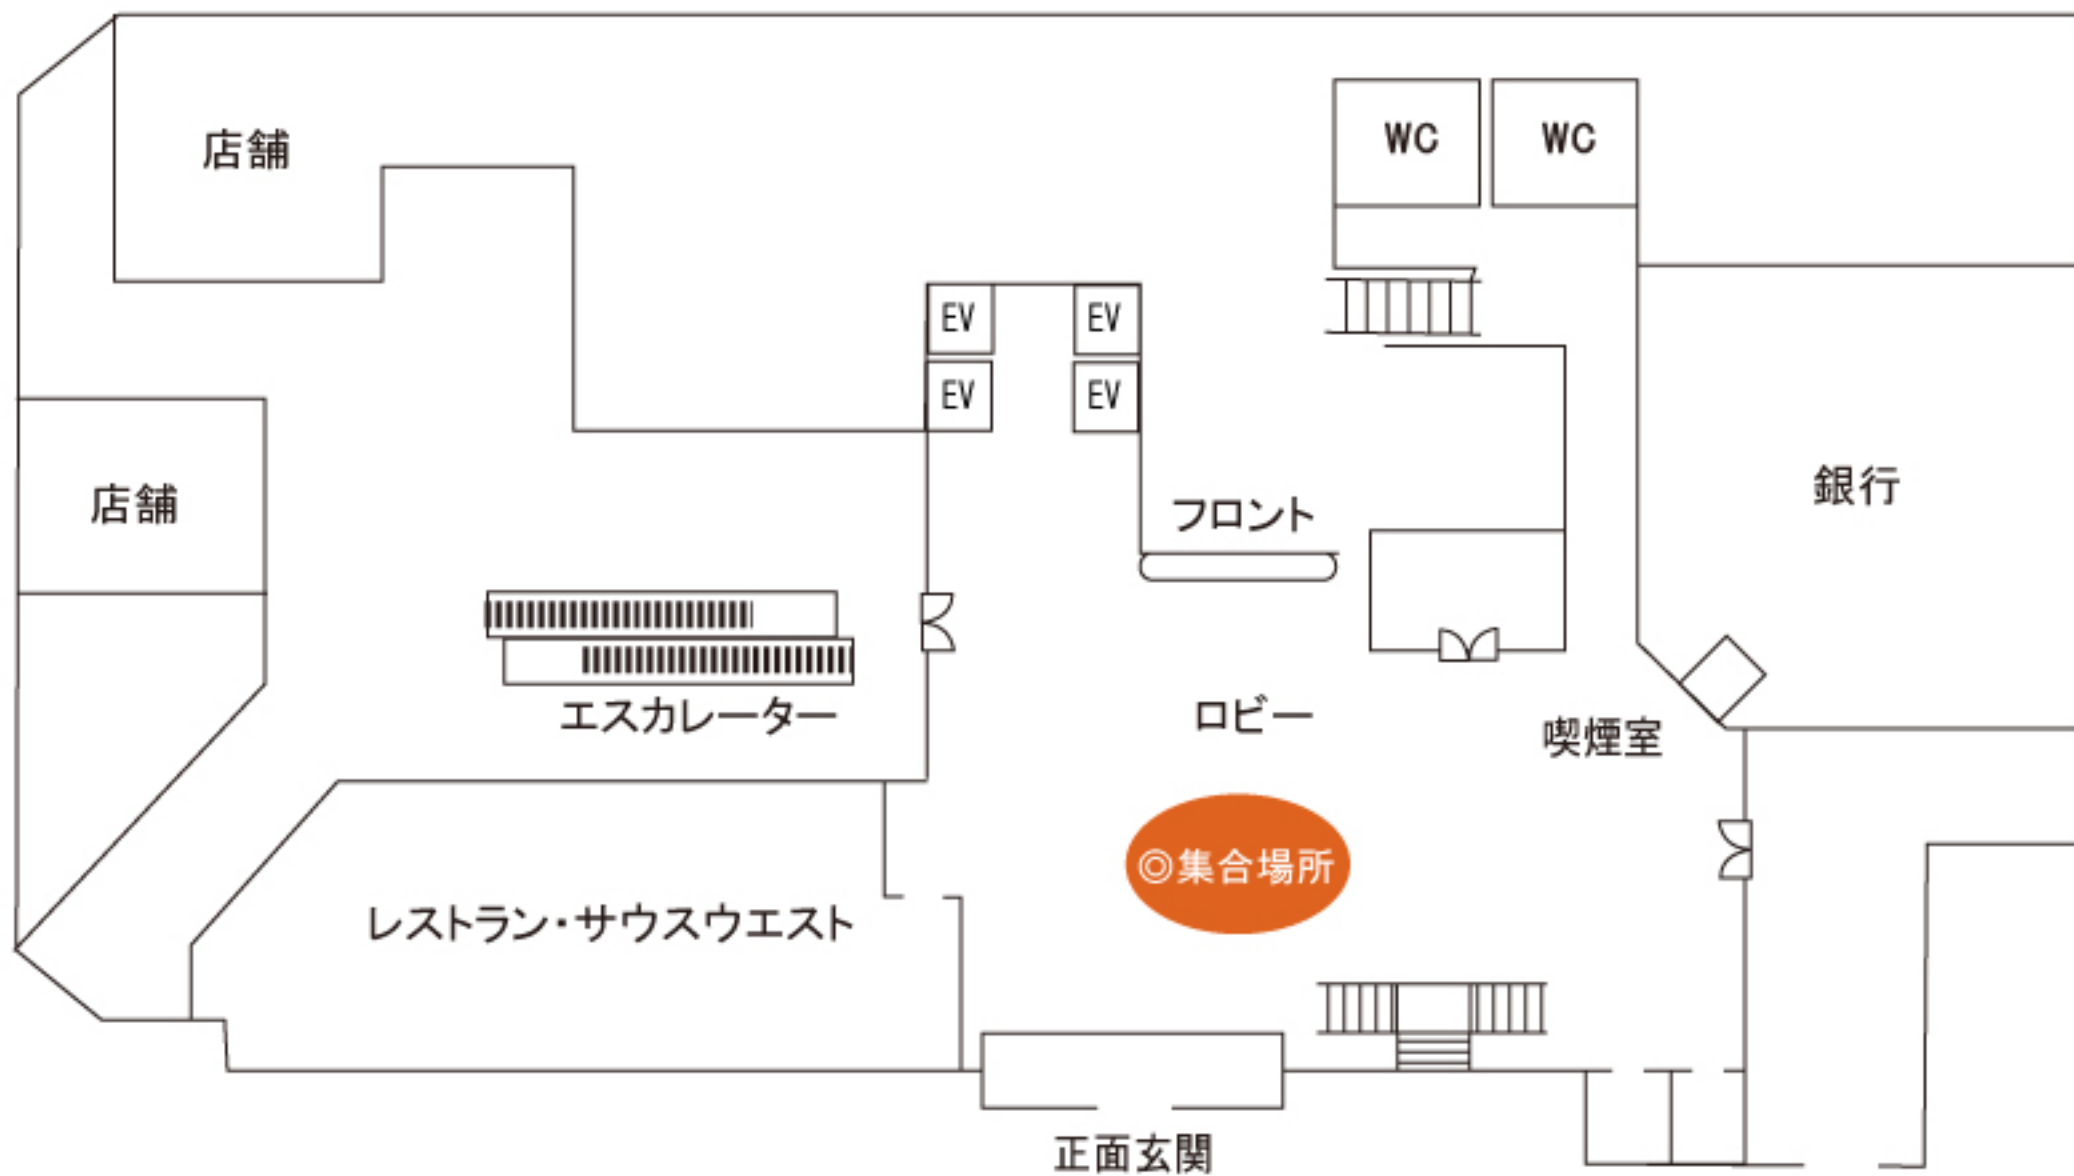 WC
WC
店舗
EV
EV
EV
EV
銀行
店舗
フロント
エスカレーター
ロビー
喫煙室
◎集合場所
レストラン・サウスウエスト
正面玄関